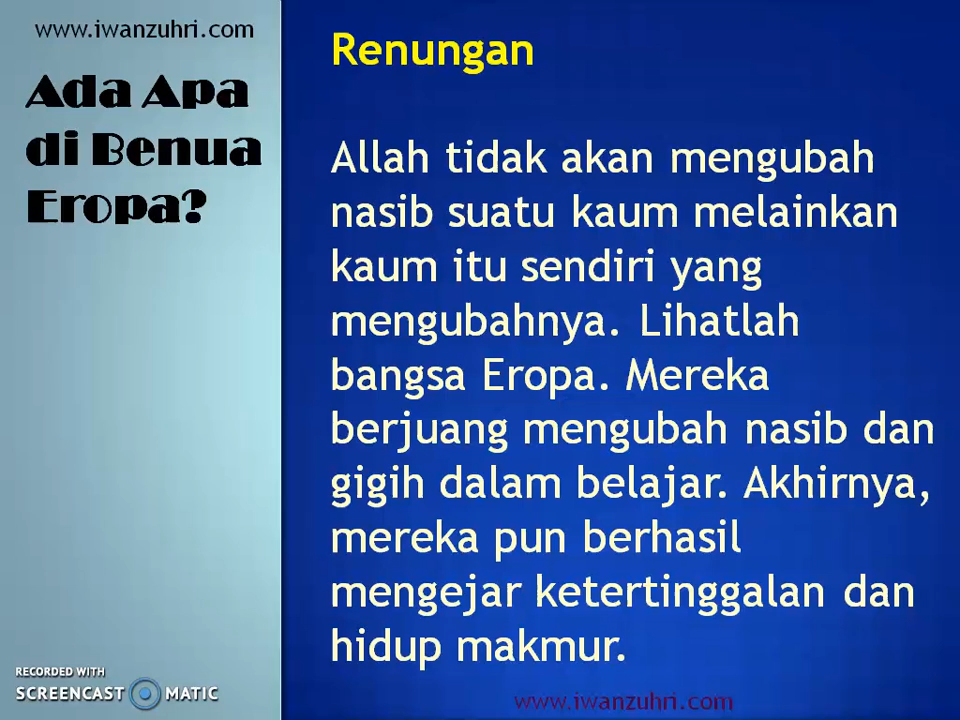 www.iwanzuhri.com
Ada Apa
di Benua
Eropa?
Renungan
Allah tidak akan mengubah
nasib suatu kaum melainkan
kaum itu sendiri yang
mengubahnya. Lihatlah
bangsa Eropa. Mereka
berjuang mengubah nasib dan
gigih dalam belajar. Akhirnya,
mereka pun berhasil
mengejar ketertinggalan dan
hidup makmur.
RECORDED WITH
SCREENCAST MATIC
www.iwanzuhri.com